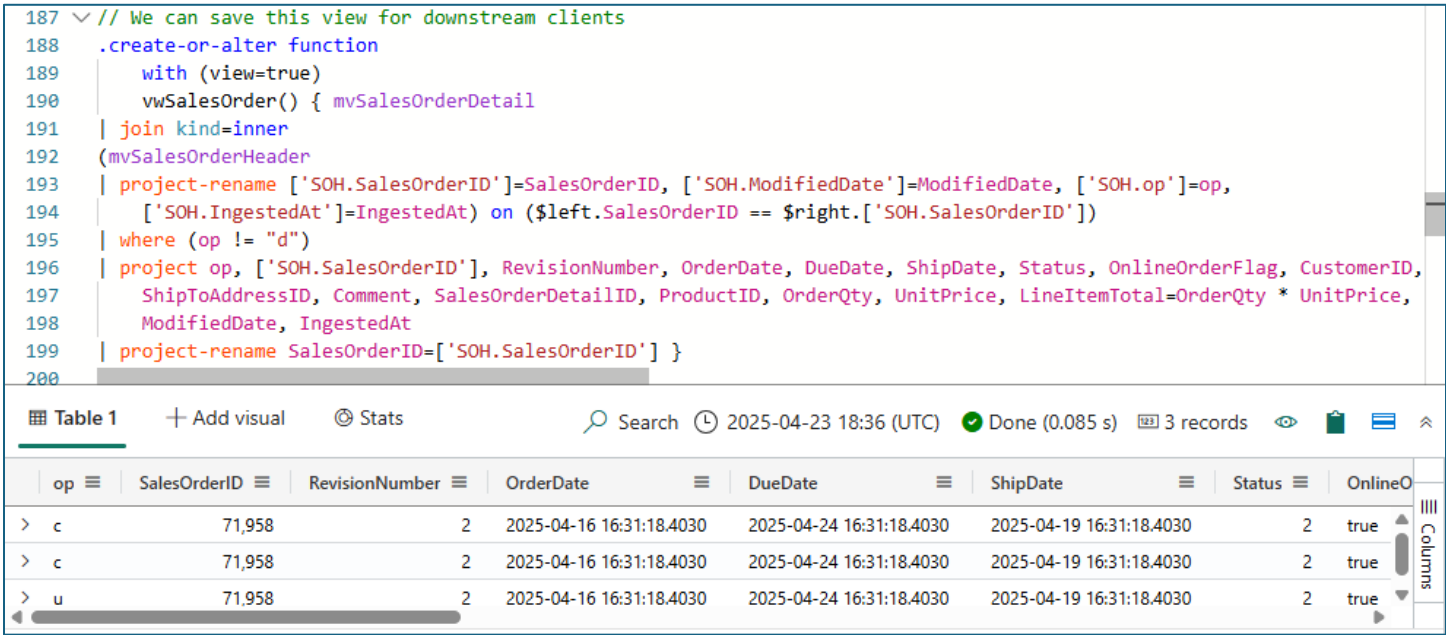 187 // We can save this view for downstream clients
188 .create-or-alter function
189 with (view=true)
190 vwSalesOrder() { mvSalesOrderDetail
191 | join kind=inner
192 (mvSalesOrderHeader
193 | project-rename ['SOH.SalesOrderID']=SalesOrderID, ['SOH.ModifiedDate']=ModifiedDate, ['SOH.op']=op,
194 ['SOH.IngestedAt']=IngestedAt) on ($left.SalesOrderID == $right.['SOH.SalesOrderID'])
195 | where (op != "d")
196 | project op, ['SOH.SalesOrderID'], RevisionNumber, OrderDate, DueDate, ShipDate, Status, OnlineOrderFlag, CustomerID,
197 ShipToAddressID, Comment, SalesOrderDetailID, ProductID, OrderQty, UnitPrice, LineItemTotal=OrderQty * UnitPrice,
198 ModifiedDate, IngestedAt
199 | project-rename SalesOrderID=['SOH.SalesOrderID'] }
200
Table 1 + Add visual Stats Search 2025-04-23 18:36 (UTC) Done (0.085 s) 123 3 records
op SalesOrderID RevisionNumber OrderDate DueDate ShipDate Status OnlineO
c 71,958 2 2025-04-16 16:31:18.4030 2025-04-24 16:31:18.4030 2025-04-19 16:31:18.4030 2 true
c 71,958 2 2025-04-16 16:31:18.4030 2025-04-24 16:31:18.4030 2025-04-19 16:31:18.4030 2 true
u 71,958 2 2025-04-16 16:31:18.4030 2025-04-24 16:31:18.4030 2025-04-19 16:31:18.4030 2 true
Columns